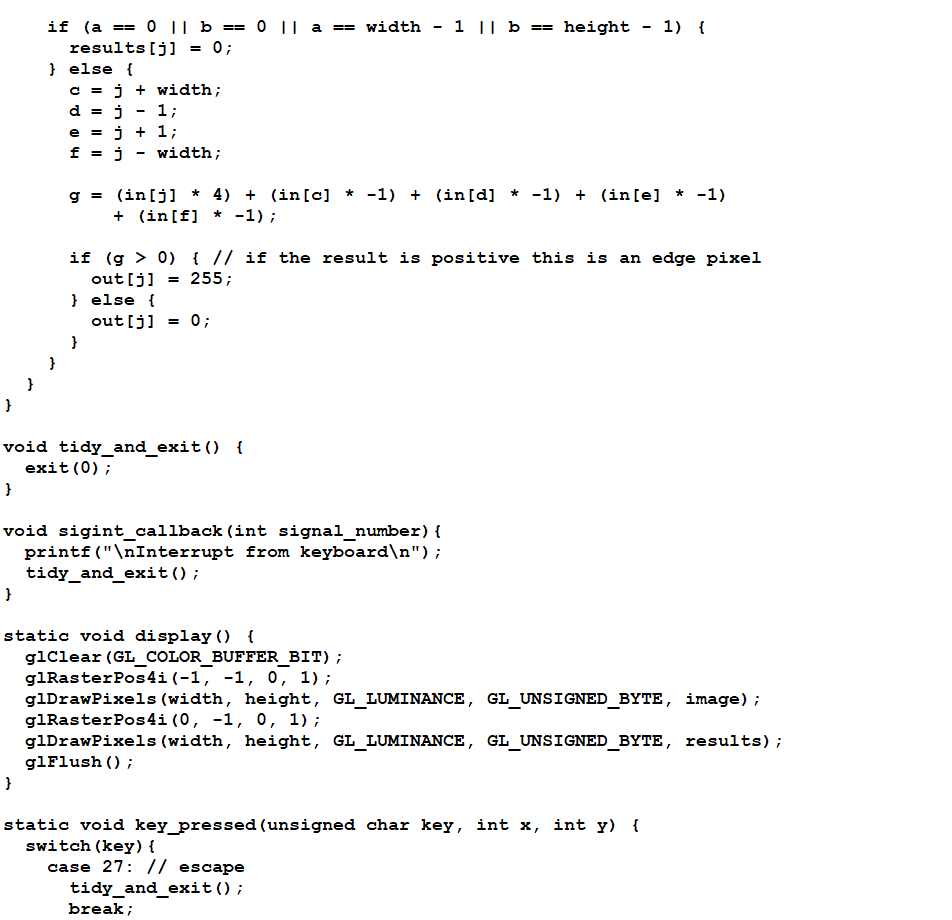 if (a == 0 || b == 0 || a == width - 1 || b == height - 1) {
      results[j] = 0;
    } else {
      c = j + width;
      d = j - 1;
      e = j + 1;
      f = j - width;

      g = (in[j] * 4) + (in[c] * -1) + (in[d] * -1) + (in[e] * -1)
          + (in[f] * -1);

      if (g > 0) { // if the result is positive this is an edge pixel
        out[j] = 255;
      } else {
        out[j] = 0;
      }
    }
  }
}

void tidy_and_exit() {
  exit(0);
}

void sigint_callback(int signal_number){
  printf("\nInterrupt from keyboard\n");
  tidy_and_exit();
}

static void display() {
  glClear(GL_COLOR_BUFFER_BIT);
  glRasterPos4i(-1, -1, 0, 1);
  glDrawPixels(width, height, GL_LUMINANCE, GL_UNSIGNED_BYTE, image);
  glRasterPos4i(0, -1, 0, 1);
  glDrawPixels(width, height, GL_LUMINANCE, GL_UNSIGNED_BYTE, results);
  glFlush();
}

static void key_pressed(unsigned char key, int x, int y) {
  switch(key){
    case 27: // escape
      tidy_and_exit();
      break;